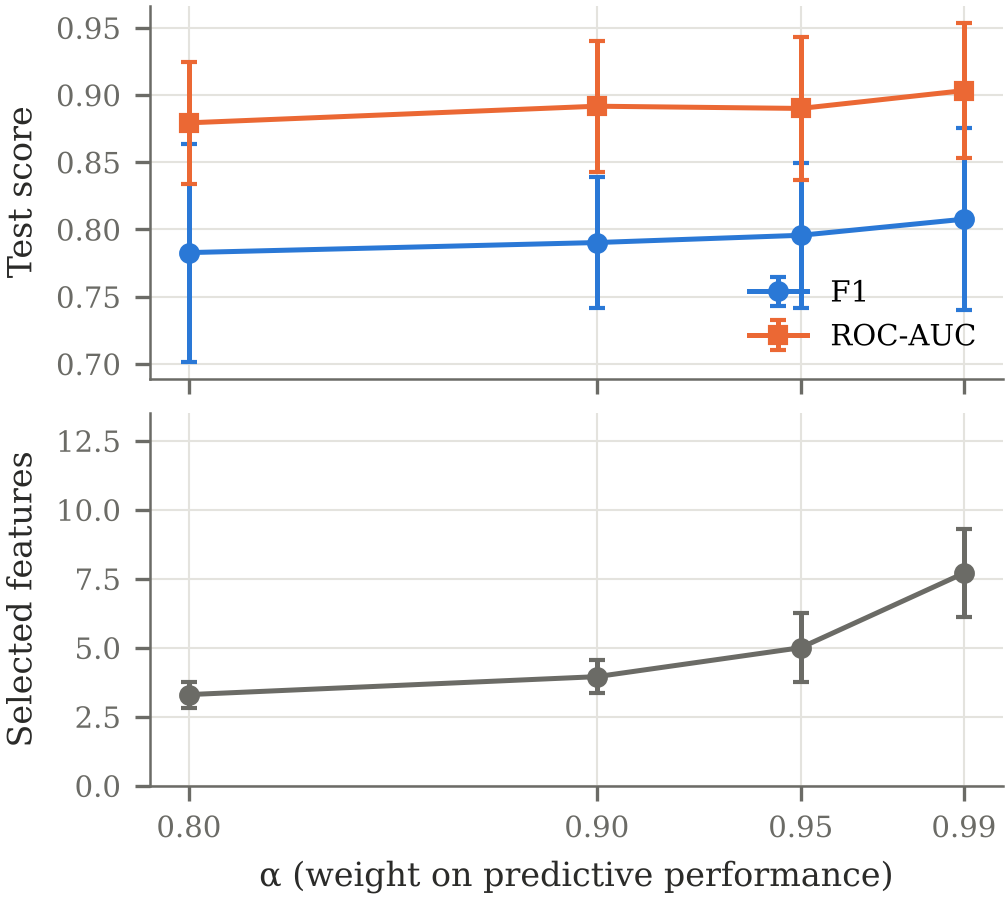 Test score
0.95
0.90
0.85
0.80
0.75
0.70
F1
ROC-AUC
Selected features
12.5
10.0
7.5
5.0
2.5
0.0
0.80 0.90 0.95 0.99
α (weight on predictive performance)